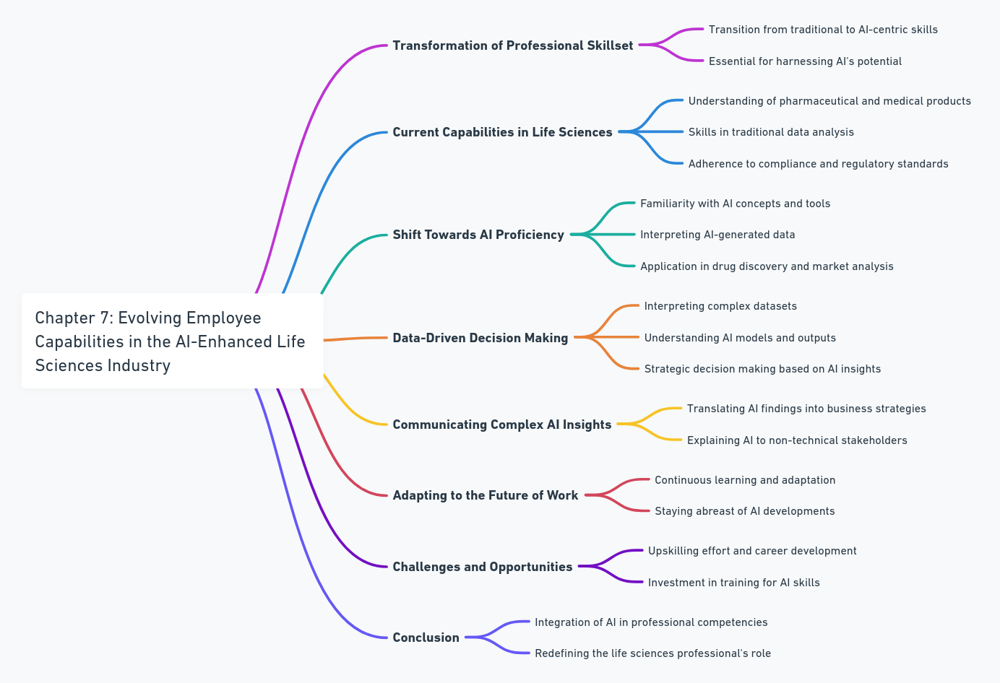 Transformation of Professional Skillset
Transition from traditional to AI-centric skills
Essential for harnessing AI's potential
Current Capabilities in Life Sciences
Understanding of pharmaceutical and medical products
Skills in traditional data analysis
Adherence to compliance and regulatory standards
Shift Towards AI Proficiency
Familiarity with AI concepts and tools
Interpreting AI-generated data
Application in drug discovery and market analysis
Chapter 7: Evolving Employee
Capabilities in the AI-Enhanced Life
Sciences Industry
Data-Driven Decision Making
Interpreting complex datasets
Understanding AI models and outputs
Strategic decision making based on AI insights
Communicating Complex AI Insights
Translating AI findings into business strategies
Explaining AI to non-technical stakeholders
Adapting to the Future of Work
Continuous learning and adaptation
Staying abreast of AI developments
Challenges and Opportunities
Upskilling effort and career development
Investment in training for AI skills
Conclusion
Integration of AI in professional competencies
Redefining the life sciences professional's role